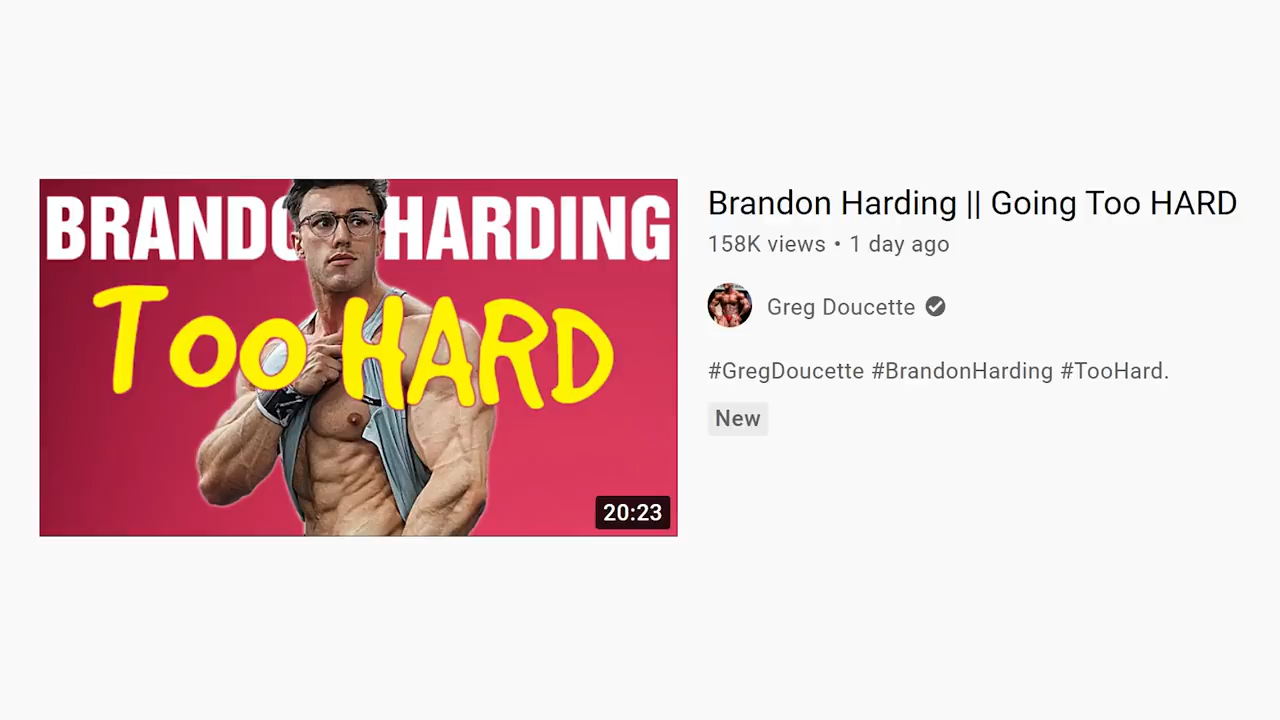 BRANDON HARDING
Too HARD
20:23
Brandon Harding || Going Too HARD
158K views • 1 day ago
Greg Doucette
#GregDoucette #BrandonHarding #TooHard.
New